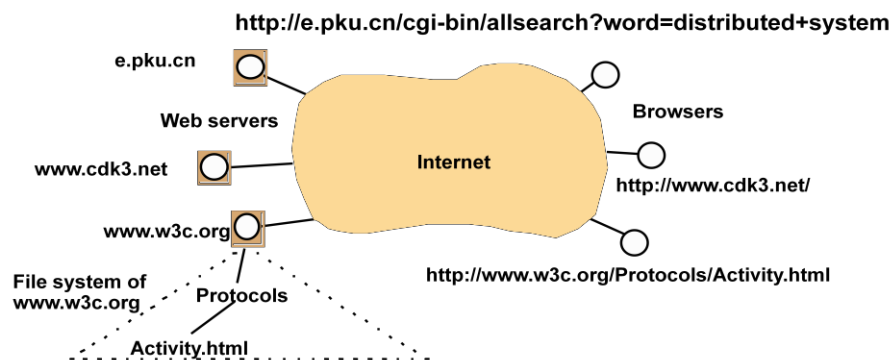 http://e.pku.cn/cgi-bin/allsearch?word=distributed+system
e.pku.cn
Web servers
Browsers
www.cdk3.net
Internet
http://www.cdk3.net/
www.w3c.org
http://www.w3c.org/Protocols/Activity.html
File system of
www.w3c.org
Protocols
Activity.html